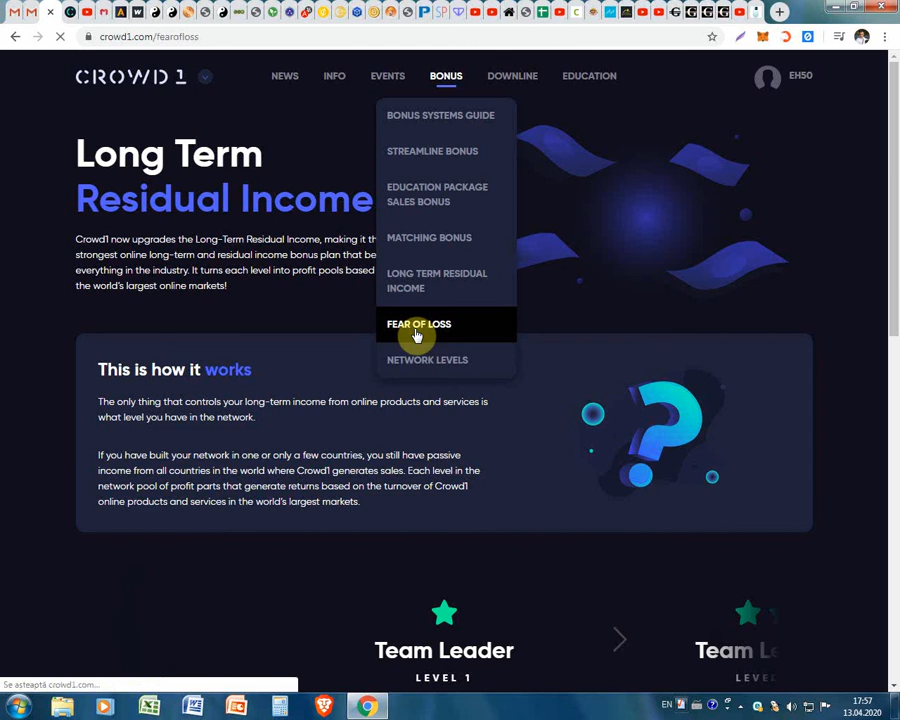 crowd1.com/fearofloss
CROWD1
NEWS
INFO
EVENTS
BONUS
DOWNLINE
EDUCATION
EH50
BONUS SYSTEMS GUIDE
STREAMLINE BONUS
EDUCATION PACKAGE
SALES BONUS
MATCHING BONUS
LONG TERM RESIDUAL
INCOME
FEAR OF LOSS
NETWORK LEVELS
Long Term
Residual Income
Crowd1 now upgrades the Long-Term Residual Income, making it th
strongest online long-term and residual income bonus plan that be
everything in the industry. It turns each level into profit pools based
the world's largest online markets!
This is how it works
The only thing that controls your long-term income from online products and services is
what level you have in the network.
If you have built your network in one or only a few countries, you still have passive
income from all countries in the world where Crowd1 generates sales. Each level in the
network pool of profit parts that generate returns based on the turnover of Crowd1
online products and services in the world's largest markets.
Team Leader
LEVEL 1
Team Le
LEVE
Se așteaptă crowd1.com...
EN
17:57
13.04.2020